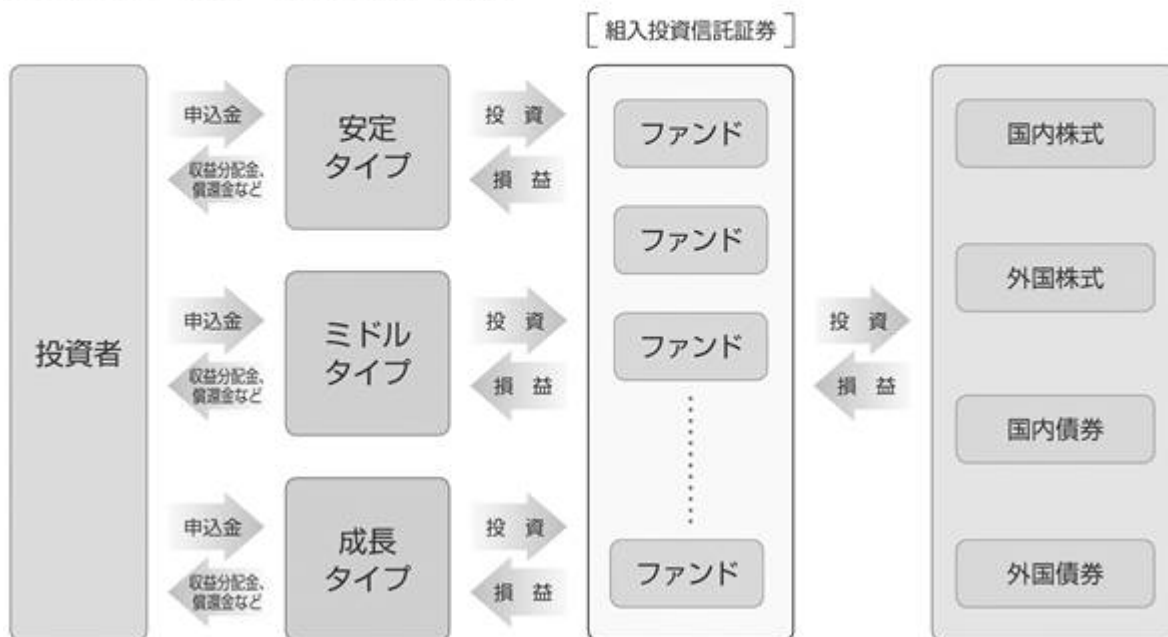 [組入投資信託証券]
投資者
申込金
収益分配金、
償還金など
安定
タイプ
投 資
損 益
申込金
収益分配金、
償還金など
ミドル
タイプ
投 資
損 益
申込金
収益分配金、
償還金など
成長
タイプ
投 資
損 益
ファンド
ファンド
ファンド
ファンド
投 資
損 益
国内株式
外国株式
国内債券
外国債券